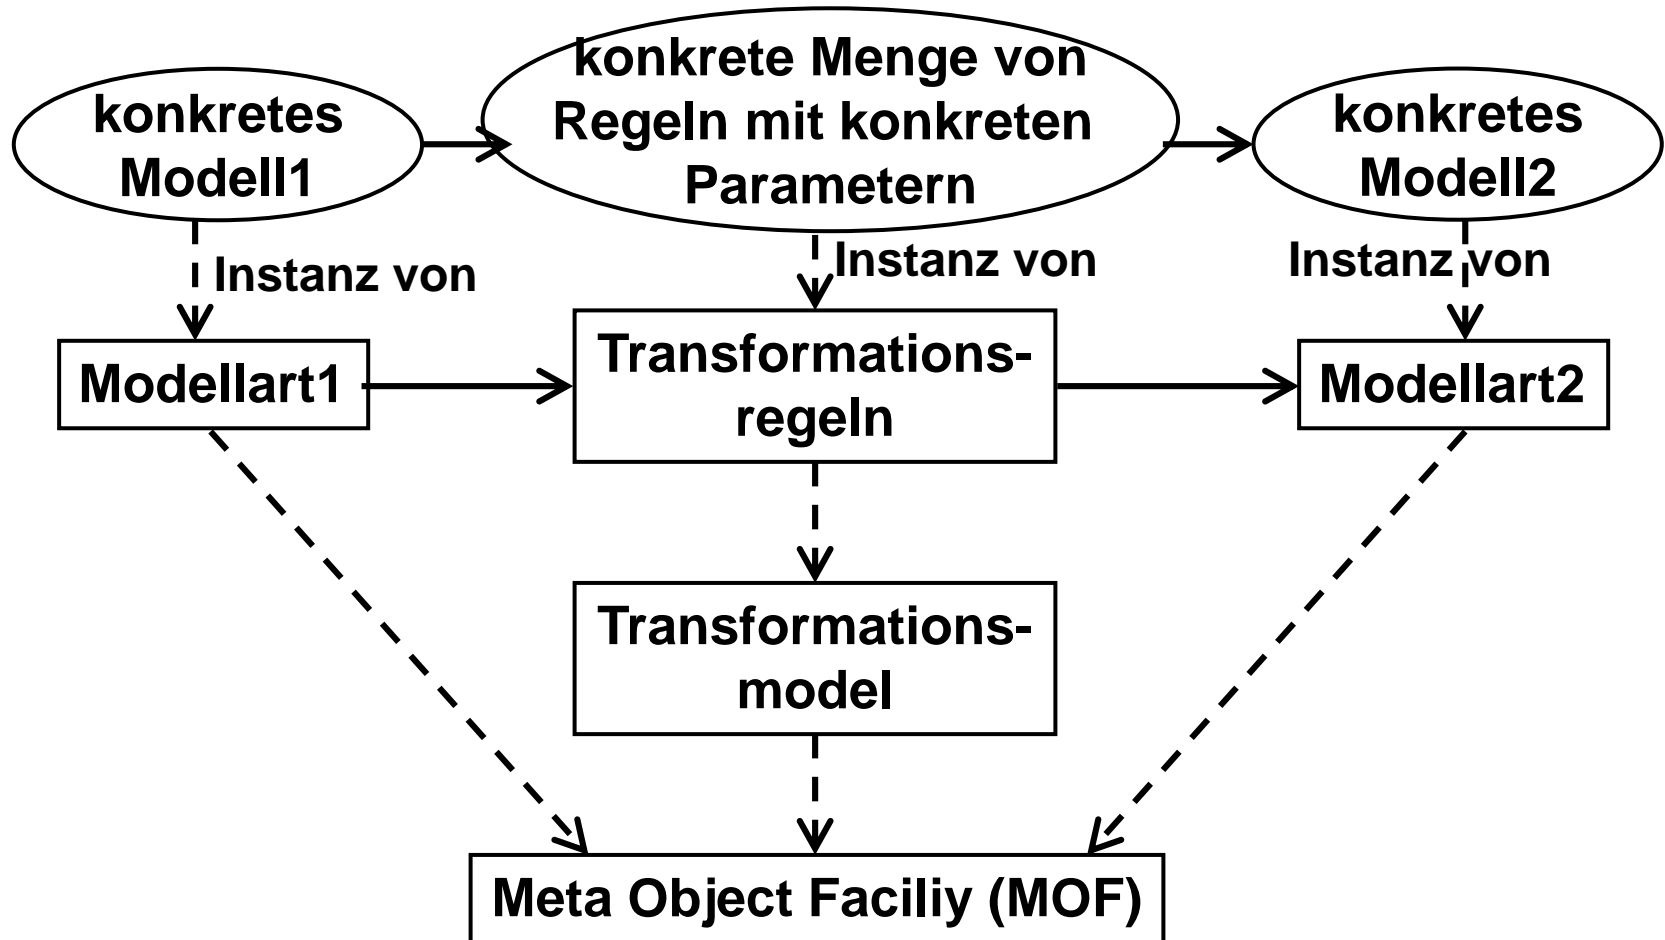 konkretes
Modell1
konkrete Menge von
Regeln mit konkreten
Parametern
konkretes
Modell2
Instanz von
Instanz von
Instanz von
Modellart1
Transformations-
regeln
Modellart2
Transformations-
model
Meta Object Faciliy (MOF)